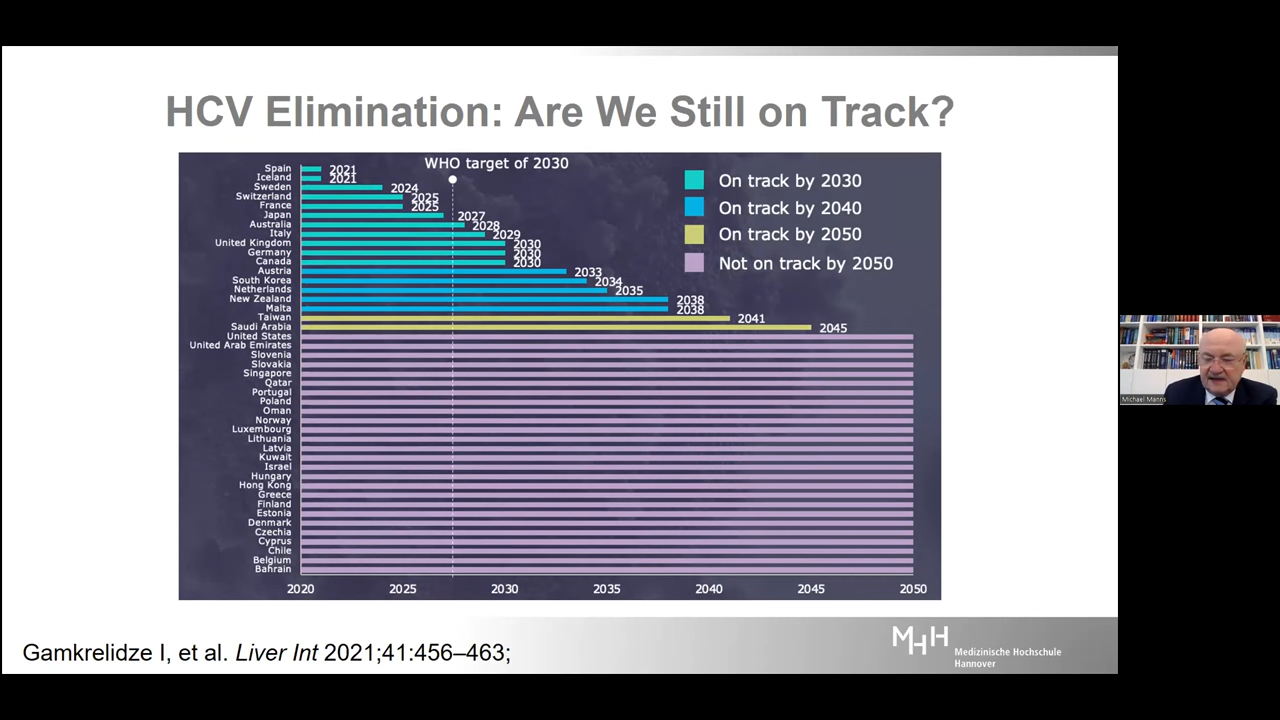 HCV Elimination: Are We Still on Track?
WHO target of 2030
On track by 2030
On track by 2040
On track by 2050
Not on track by 2050
Spain 2021
Iceland 2021
Sweden 2024
Switzerland 2025
France 2025
Japan 2027
Australia 2028
Italy 2029
United Kingdom 2030
Germany 2030
Canada 2030
Austria 2033
South Korea 2034
Netherlands 2035
New Zealand 2038
Malta 2038
Taiwan 2041
Saudi Arabia 2045
United States
United Arab Emirates
Slovenia
Slovakia
Singapore
Qatar
Portugal
Poland
Oman
Norway
Luxembourg
Lithuania
Latvia
Kuwait
Israel
Hungary
Hong Kong
Greece
Finland
Estonia
Denmark
Czechia
Cyprus
Chile
Belgium
Bahrain
2020 2025 2030 2035 2040 2045 2050
Gamkrelidze I, et al. Liver Int 2021;41:456–463;
MHH
Medizinische Hochschule
Hannover
Michael Manns